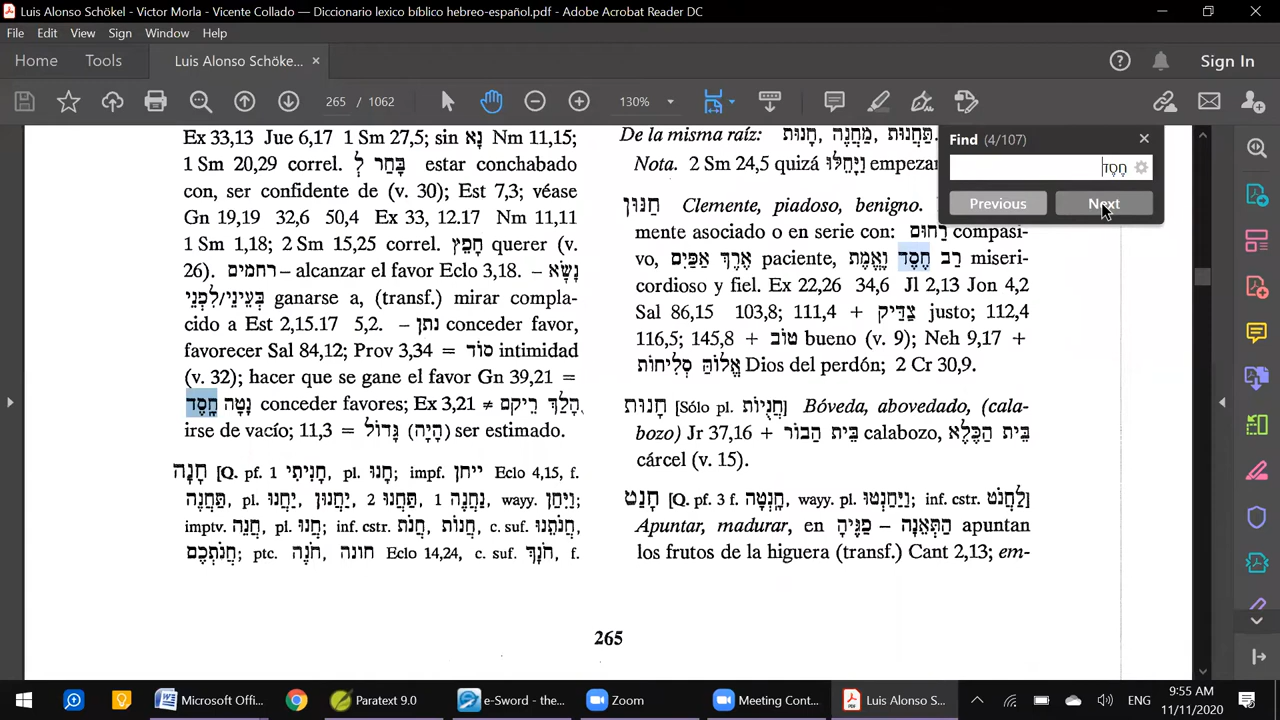 Luis Alonso Schökel - Victor Morla - Vicente Collado — Diccionario lexico bíblico hebreo-español.pdf - Adobe Acrobat Reader DC
File Edit View Sign Window Help
Home Tools Luis Alonso Schöke... × Sign In
265 / 1062 130%
Find (4/107)
חֶסֶד
Previous Next
Ex 33,13 Jue 6,17 1 Sm 27,5; sin נָא Nm 11,15;
1 Sm 20,29 correl. בָּחַר לְ estar conchabado
con, ser confidente de (v. 30); Est 7,3; véase
Gn 19,19 32,6 50,4 Ex 33, 12.17 Nm 11,11
1 Sm 1,18; 2 Sm 15,25 correl. חָפֵץ querer (v.
26). רחמים – alcanzar el favor Eclo 3,18. – נָשָׂא
בְּעֵינֵי/לִפְנֵי ganarse a, (transf.) mirar compla-
cido a Est 2,15.17 5,2. – נתן conceder favor,
favorecer Sal 84,12; Prov 3,34 = סוֹד intimidad
(v. 32); hacer que se gane el favor Gn 39,21 =
נָטָה חָסֶד conceder favores; Ex 3,21 ≠ הָלַךְ רֵיקִם
irse de vacío; 11,3 = (הָיָה) גָּדוֹל ser estimado.
חָנָה [Q. pf. 1 חָנִיתִי, pl. חָנוּ; impf. ייחן Eclo 4,15, f.
תַּחֲנֶה, pl. יַחֲנוּ, יַחֲנוּן, 2 תַּחֲנוּ, 1 נַחֲנֶה, wayy. וַיִּחַן;
imptv. חֲנֵה, pl. חֲנוּ; inf. cstr. חֲנֹת, חֲנוֹת, c. suf. חֲנֹתֵנוּ,
חֲנֹתְכֶם; ptc. חֹנֶה, חונה Eclo 14,24, c. suf. חֹנָךְ, f.
De la misma raíz: חָנוּת, מַחֲנֶה, תַּחֲנוּת.
Nota. 2 Sm 24,5 quizá וַיָּחֵלּוּ empezar
חַנּוּן Clemente, piadoso, benigno.
mente asociado o en serie con: רַחוּם compasi-
vo, אֶרֶךְ אַפַּיִם paciente, רַב חֶסֶד וֶאֱמֶת miseri-
cordioso y fiel. Ex 22,26 34,6 Jl 2,13 Jon 4,2
Sal 86,15 103,8; 111,4 + צַדִּיק justo; 112,4
116,5; 145,8 + טוֹב bueno (v. 9); Neh 9,17 +
אֱלוֹהַּ סְלִיחוֹת Dios del perdón; 2 Cr 30,9.
חָנוּת [Sólo pl. חֲנֻיוֹת] Bóveda, abovedado, (cala-
bozo) Jr 37,16 + בֵּית הַבּוֹר calabozo, בֵּית הַכֶּלֶא
cárcel (v. 15).
חָנַט [Q. pf. 3 f. חָנְטָה, wayy. pl. וַיַּחַנְטוּ; inf. cstr. לַחֲנֹט]
Apuntar, madurar, en הַתְּאֵנָה – פַּגֶּיהָ apuntan
los frutos de la higuera (transf.) Cant 2,13; em-
265
Microsoft Offi... Paratext 9.0 e-Sword - the... Zoom Meeting Cont... Luis Alonso S... ENG
9:55 AM
11/11/2020